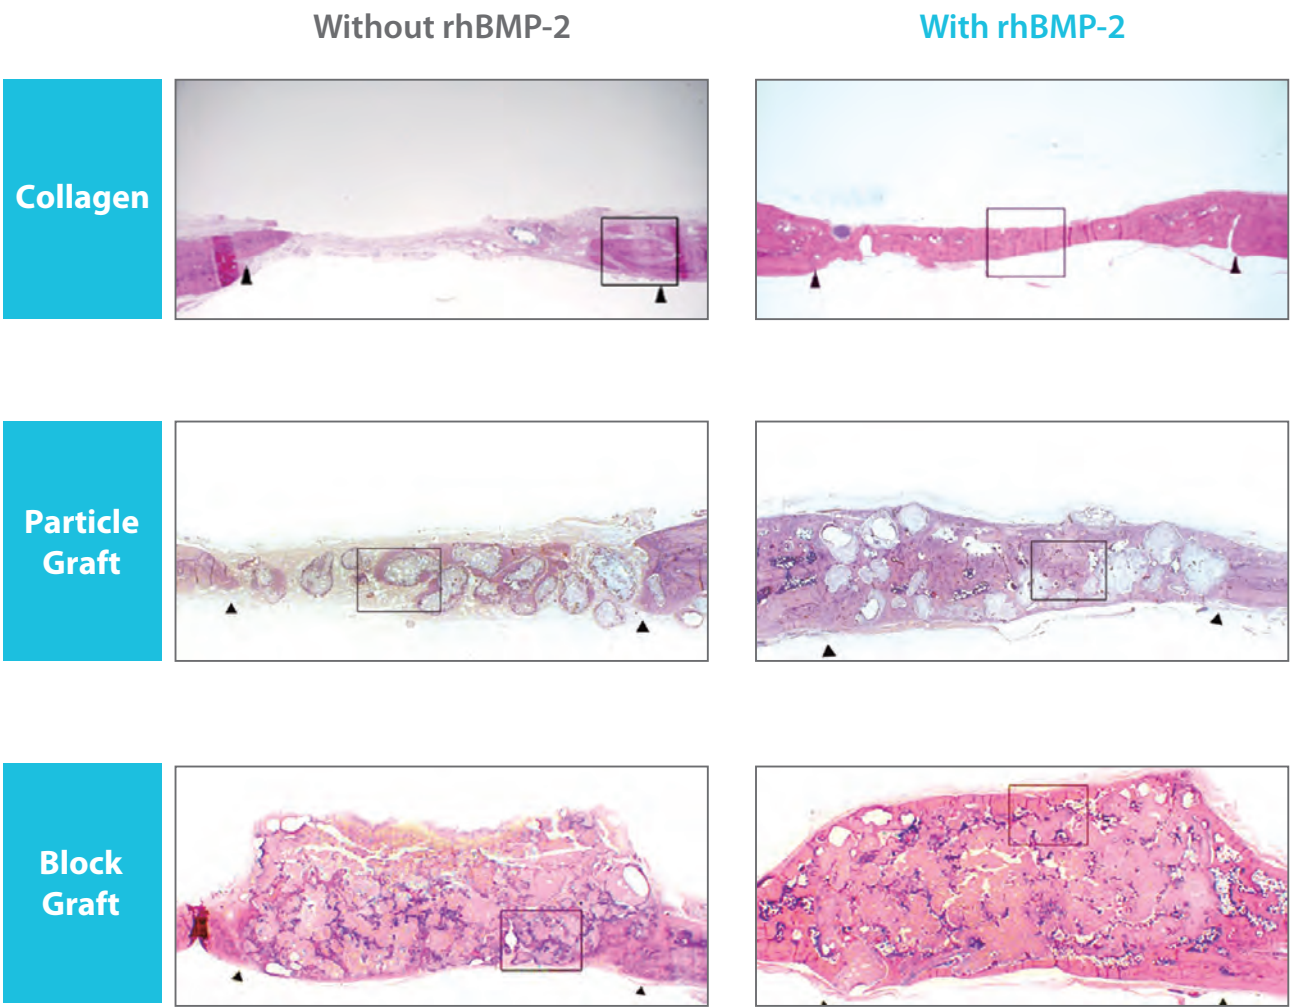 Without rhBMP-2
With rhBMP-2
Collagen
Particle
Graft
Block
Graft